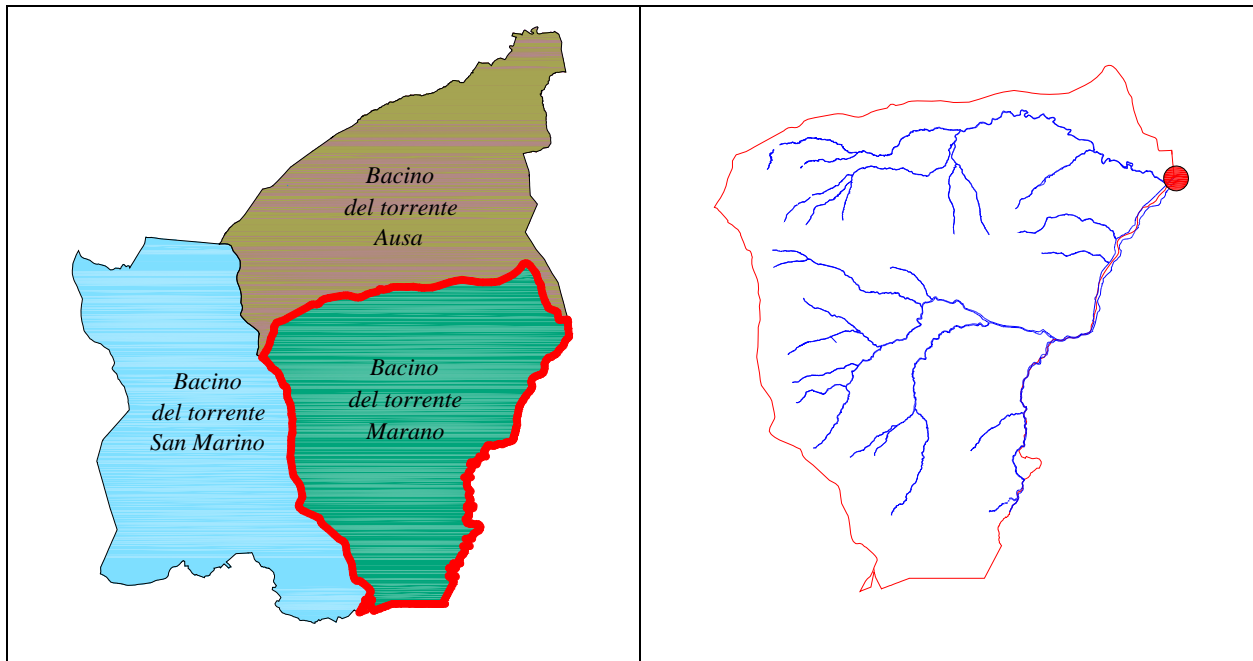 Bacino
del torrente
Ausa
Bacino
del torrente
San Marino
Bacino
del torrente
Marano